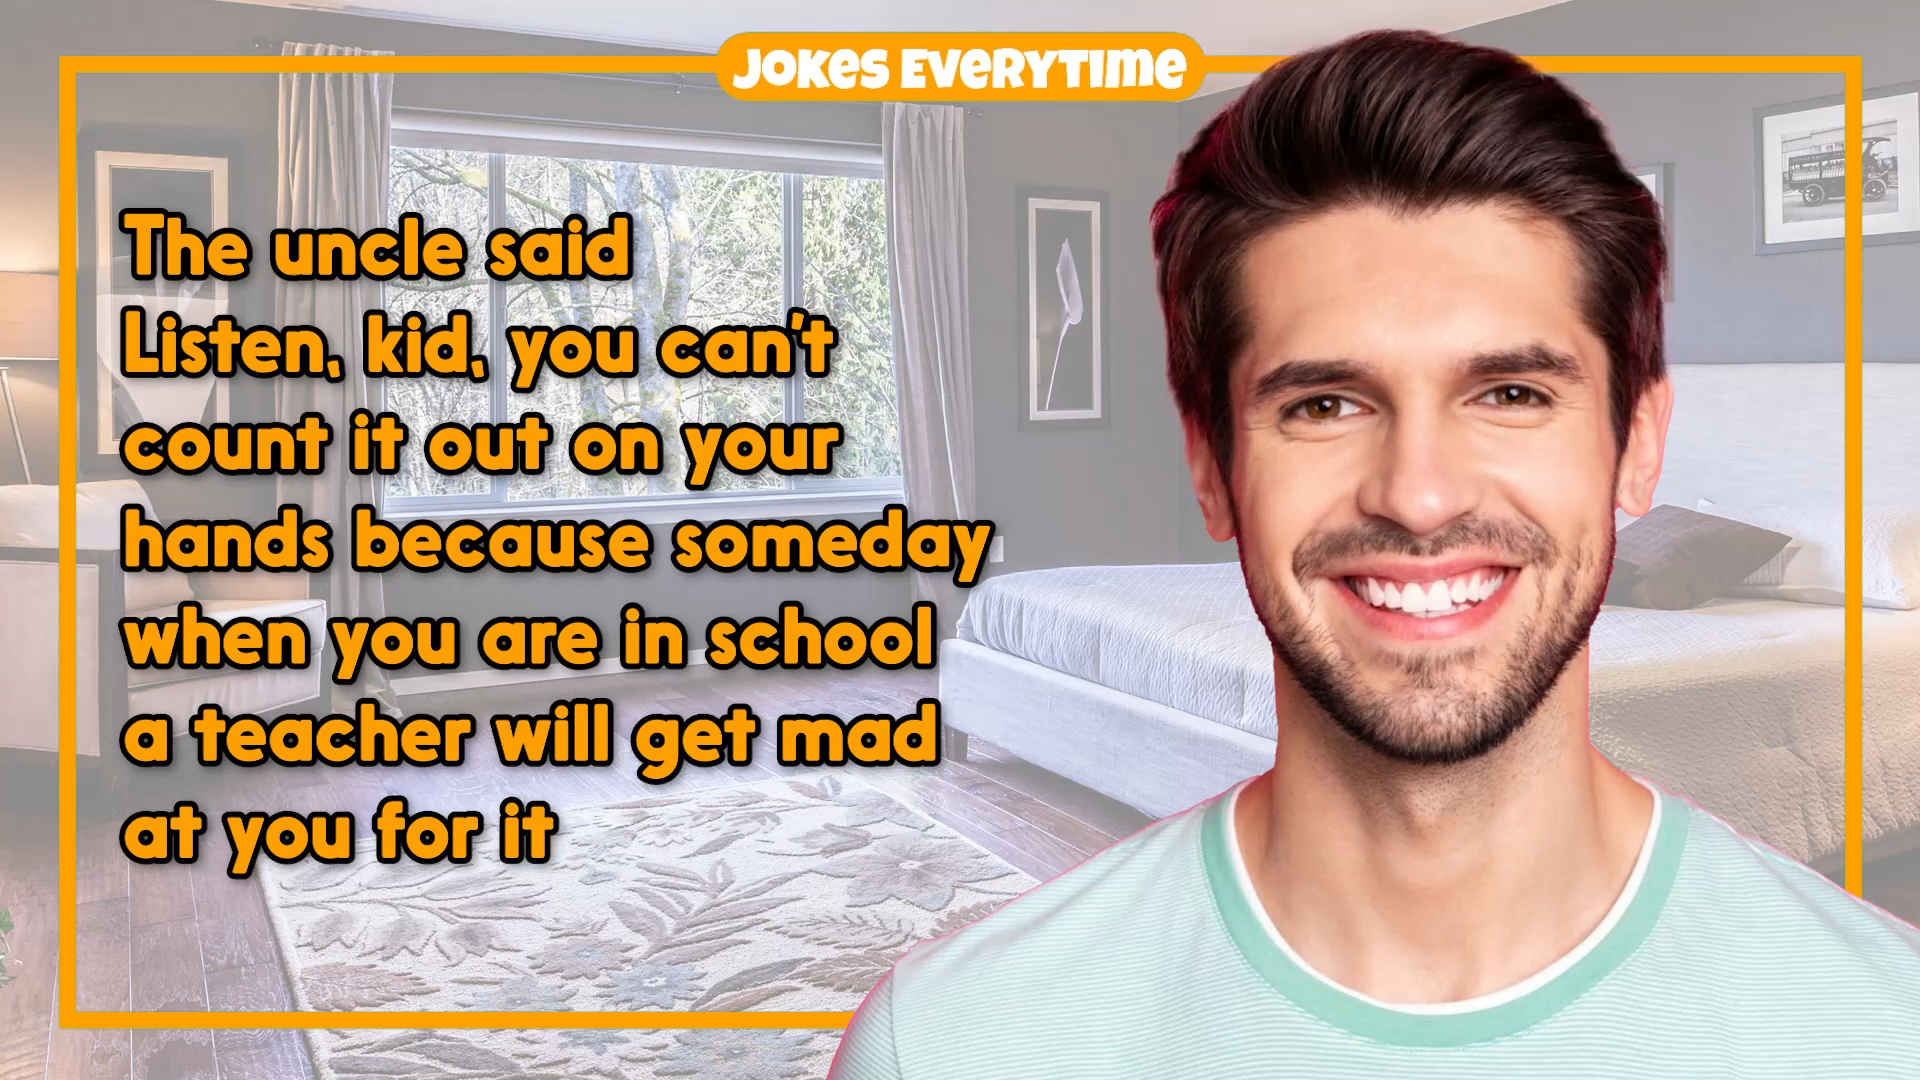 JOKES EVERYTIME
The uncle said
Listen, kid, you can't
count it out on your
hands because someday
when you are in school
a teacher will get mad
at you for it